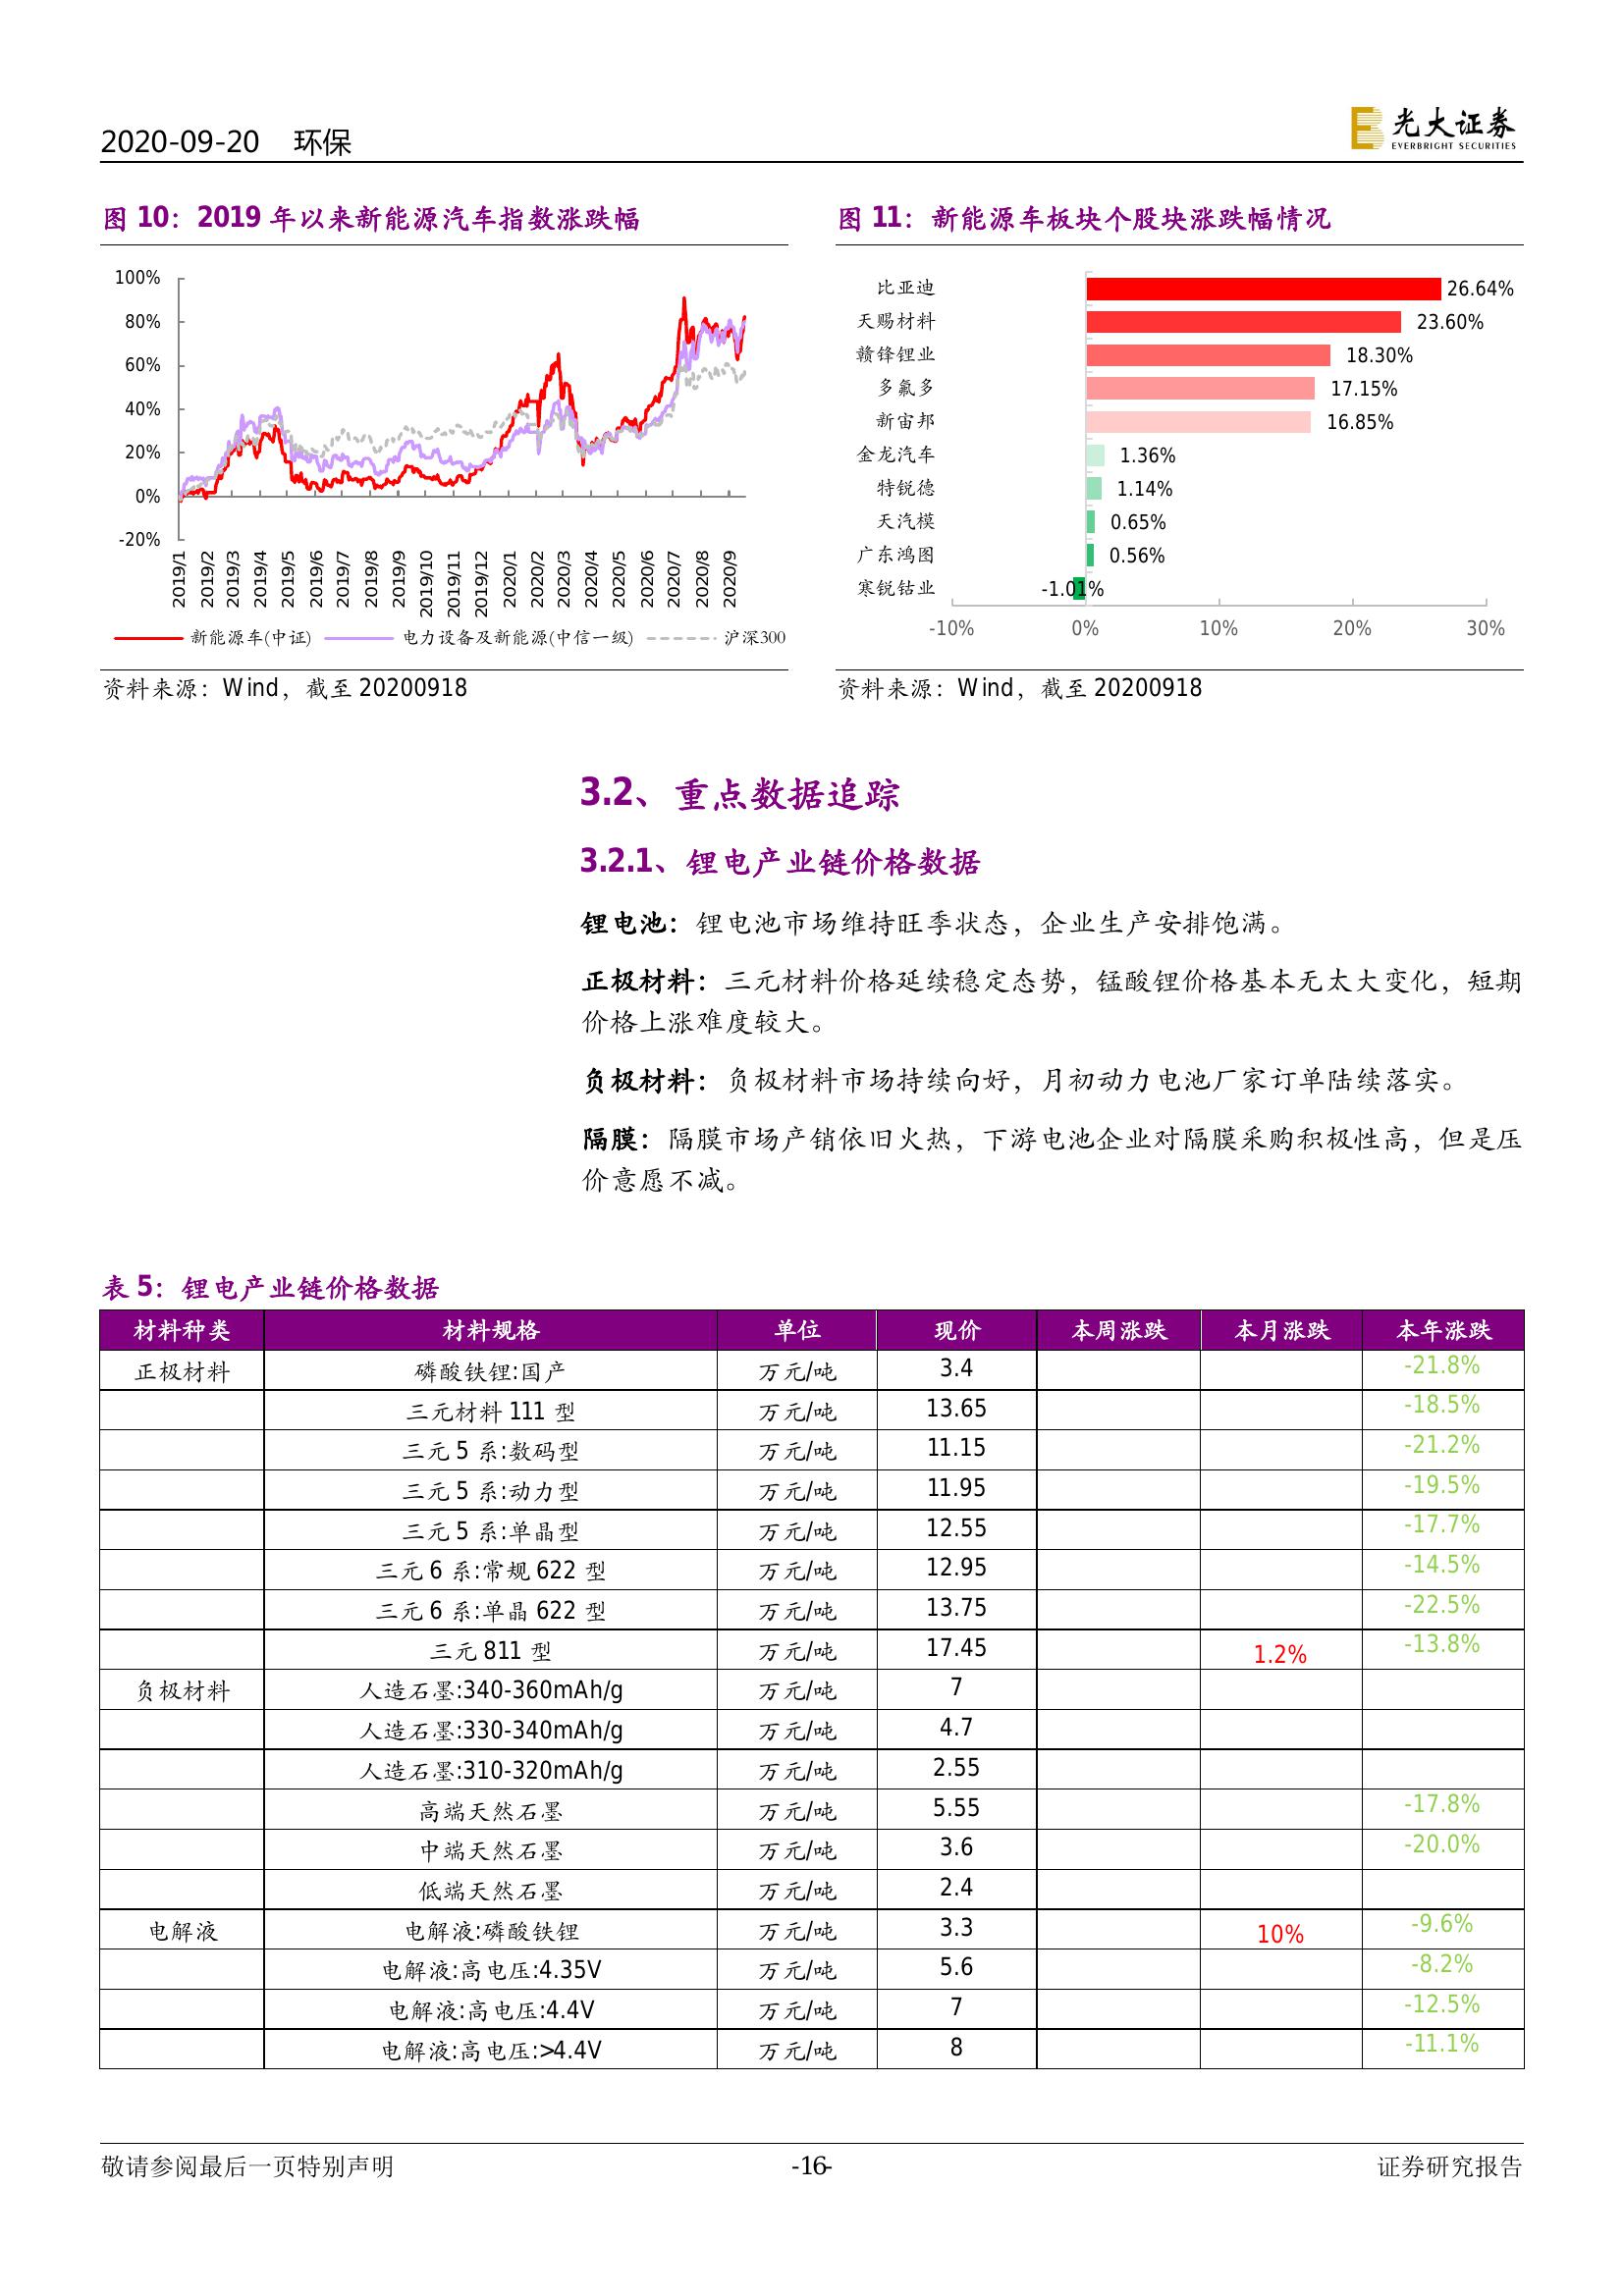 2020-09-20 环保
光大证券
EVERBRIGHT SECURITIES
图 10：2019 年以来新能源汽车指数涨跌幅
100%
80%
60%
40%
20%
0%
-20%
2019/1 2019/2 2019/3 2019/4 2019/5 2019/6 2019/7 2019/8 2019/9 2019/10 2019/11 2019/12 2020/1 2020/2 2020/3 2020/4 2020/5 2020/6 2020/7 2020/8 2020/9
新能源车(中证) 电力设备及新能源(中信一级) 沪深300
资料来源：Wind，截至 20200918
图 11：新能源车板块个股块涨跌幅情况
比亚迪 26.64%
天赐材料 23.60%
赣锋锂业 18.30%
多氟多 17.15%
新宙邦 16.85%
金龙汽车 1.36%
特锐德 1.14%
天汽模 0.65%
广东鸿图 0.56%
寒锐钴业 -1.01%
-10% 0% 10% 20% 30%
资料来源：Wind，截至 20200918
3.2、重点数据追踪
3.2.1、锂电产业链价格数据
锂电池：锂电池市场维持旺季状态，企业生产安排饱满。
正极材料：三元材料价格延续稳定态势，锰酸锂价格基本无太大变化，短期
价格上涨难度较大。
负极材料：负极材料市场持续向好，月初动力电池厂家订单陆续落实。
隔膜：隔膜市场产销依旧火热，下游电池企业对隔膜采购积极性高，但是压
价意愿不减。
表 5：锂电产业链价格数据
材料种类 材料规格 单位 现价 本周涨跌 本月涨跌 本年涨跌
正极材料 磷酸铁锂:国产 万元/吨 3.4 -21.8%
三元材料 111 型 万元/吨 13.65 -18.5%
三元 5 系:数码型 万元/吨 11.15 -21.2%
三元 5 系:动力型 万元/吨 11.95 -19.5%
三元 5 系:单晶型 万元/吨 12.55 -17.7%
三元 6 系:常规 622 型 万元/吨 12.95 -14.5%
三元 6 系:单晶 622 型 万元/吨 13.75 -22.5%
三元 811 型 万元/吨 17.45 1.2% -13.8%
负极材料 人造石墨:340-360mAh/g 万元/吨 7
人造石墨:330-340mAh/g 万元/吨 4.7
人造石墨:310-320mAh/g 万元/吨 2.55
高端天然石墨 万元/吨 5.55 -17.8%
中端天然石墨 万元/吨 3.6 -20.0%
低端天然石墨 万元/吨 2.4
电解液 电解液:磷酸铁锂 万元/吨 3.3 10% -9.6%
电解液:高电压:4.35V 万元/吨 5.6 -8.2%
电解液:高电压:4.4V 万元/吨 7 -12.5%
电解液:高电压:>4.4V 万元/吨 8 -11.1%
敬请参阅最后一页特别声明 -16- 证券研究报告